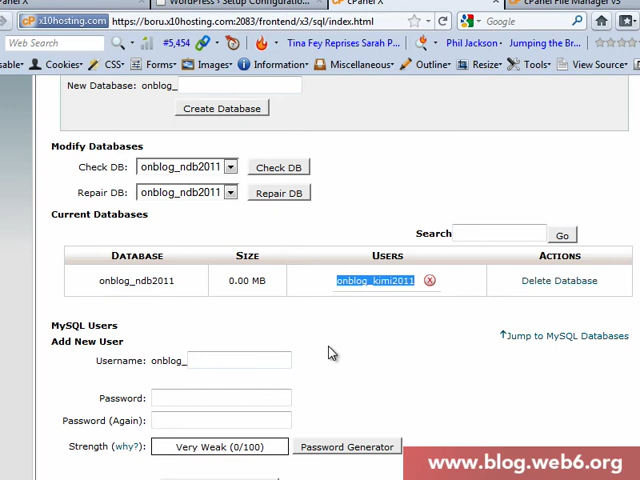 anel X
WordPress › Setup Configuratio...
cPanel X
cPanel File Manager v3
x10hosting.com
https://boru.x10hosting.com:2083/frontend/x3/sql/index.html
Google
Web Search
#5,454
Tina Fey Reprises Sarah P...
Phil Jackson
Jumping the Br
sable
Cookies
CSS
Forms
Images
Information
Miscellaneous
Outline
Resize
Tools
View Source
New Database: onblog_
Create Database
Modify Databases
Check DB: onblog_ndb2011 Check DB
Repair DB: onblog_ndb2011 Repair DB
Current Databases
Search Go
DATABASE SIZE USERS ACTIONS
onblog_ndb2011 0.00 MB onblog_kimi2011 Delete Database
MySQL Users
Jump to MySQL Databases
Add New User
Username: onblog_
Password:
Password (Again):
Strength (why?): Very Weak (0/100) Password Generator
www.blog.web6.org